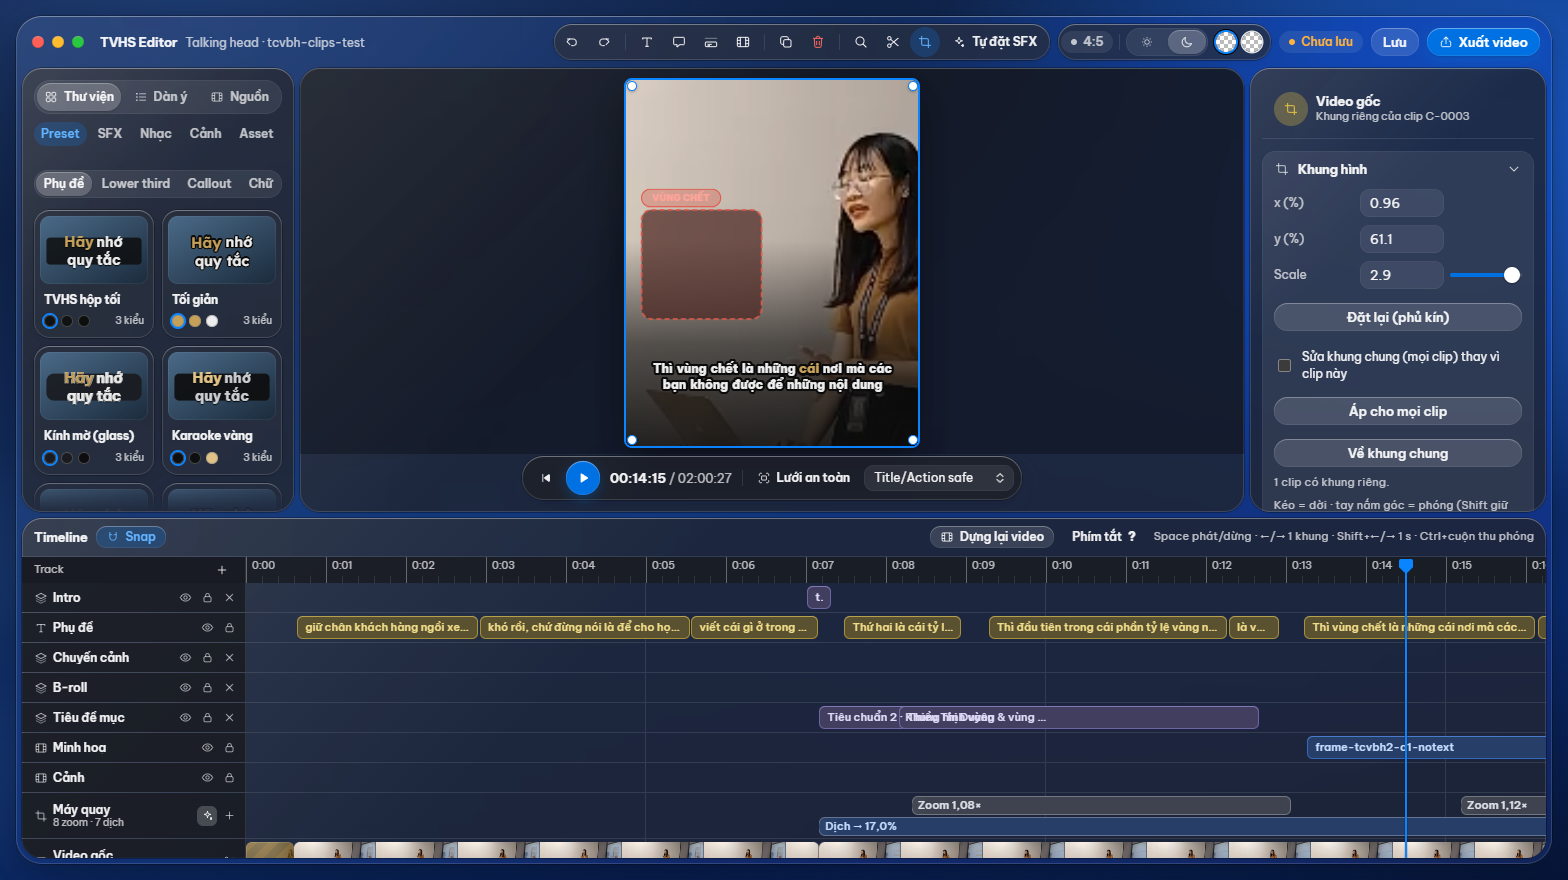 TVHS Editor
Talking head · tcvbh-clips-test
Tự đặt SFX
4:5
Chưa lưu
Lưu
Xuất video
Thư viện
Dàn ý
Nguồn
Preset
SFX
Nhạc
Cảnh
Asset
Phụ đề
Lower third
Callout
Chữ
Hãy nhớ
quy tắc
TVHS hộp tối
3 kiểu
Hãy nhớ
quy tắc
Tối giản
3 kiểu
Hãy nhớ
quy tắc
Kính mờ (glass)
3 kiểu
Hãy nhớ
quy tắc
Karaoke vàng
3 kiểu
VÙNG CHẾT
Thì vùng chết là những cái nơi mà các
bạn không được để những nội dung
00:14:15 / 02:00:27
Lưới an toàn
Title/Action safe
Video gốc
Khung riêng của clip C-0003
Khung hình
x (%)
0.96
y (%)
61.1
Scale
2.9
Đặt lại (phủ kín)
Sửa khung chung (mọi clip) thay vì
clip này
Áp cho mọi clip
Về khung chung
1 clip có khung riêng.
Kéo = dời · tay nắm góc = phóng (Shift giữ
Timeline
Snap
Dựng lại video
Phím tắt ?
Space phát/dừng · ←/→ 1 khung · Shift+←/→ 1 s · Ctrl+cuộn thu phóng
Track
0:00
0:01
0:02
0:03
0:04
0:05
0:06
0:07
0:08
0:09
0:10
0:11
0:12
0:13
0:14
0:15
Intro
t.
Phụ đề
giữ chân khách hàng ngồi xe...
khó rồi, chứ đừng nói là để cho họ...
viết cái gì ở trong ...
Thứ hai là cái tỷ l...
Thì đầu tiên trong cái phần tỷ lệ vàng n...
là v...
Thì vùng chết là những cái nơi mà các...
Chuyển cảnh
B-roll
Tiêu đề mục
Tiêu chuẩn 2
& vùng ...
Minh hoa
frame-tcvbh2-c1-notext
Cảnh
Máy quay
8 zoom · 7 dịch
Zoom 1,08×
Zoom 1,12×
Dịch → 17,0%
Video gốc